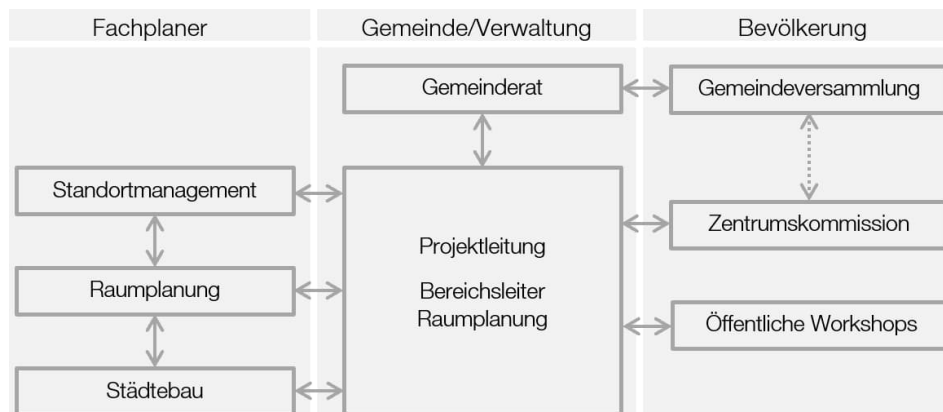 Fachplaner
Gemeinde/Verwaltung
Bevölkerung
Gemeinderat
Gemeindeversammlung
Standortmanagement
Zentrumskommission
Projektleitung
Raumplanung
Bereichsleiter
Raumplanung
Öffentliche Workshops
Städtebau